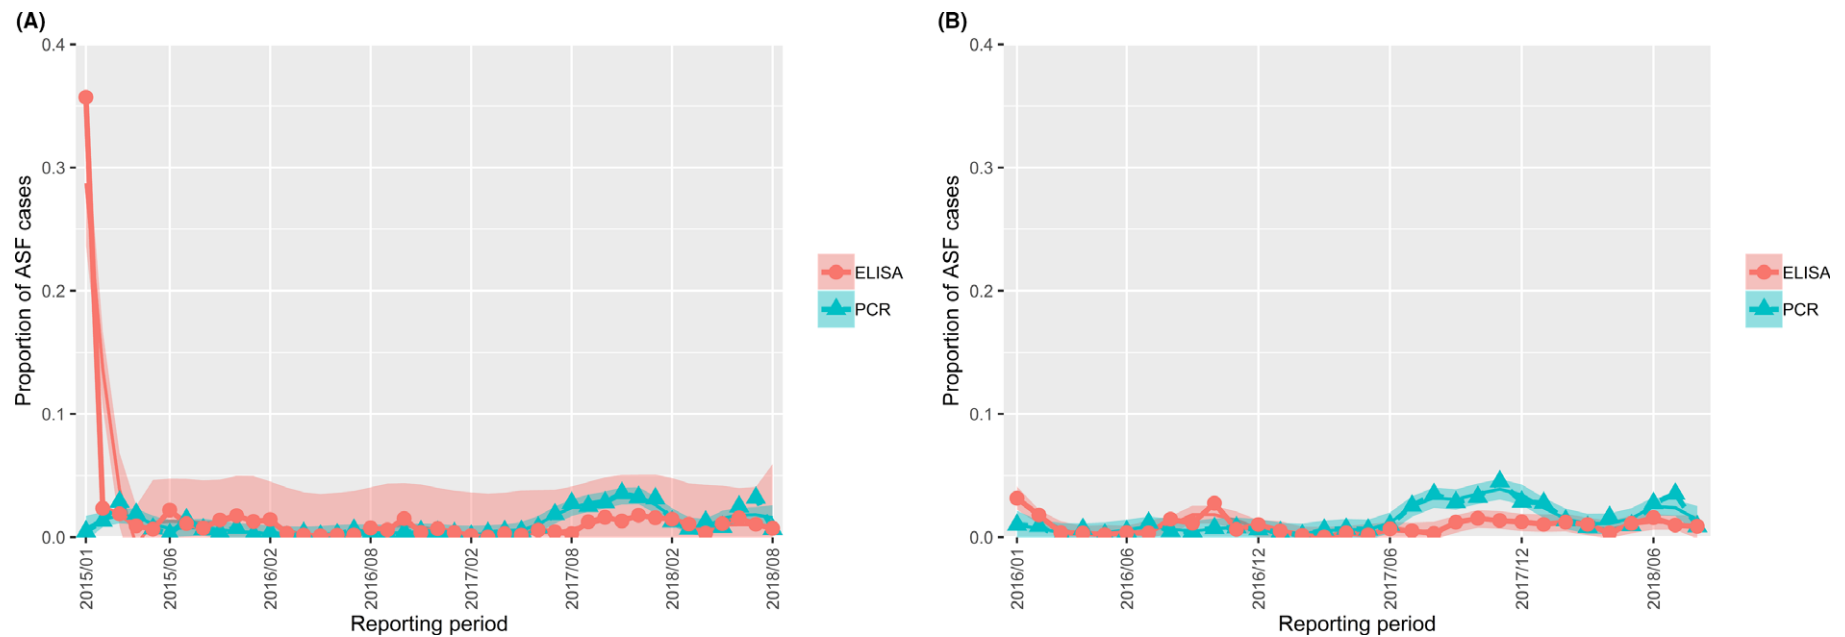 (A)
Proportion of ASF cases
0.4
0.3
0.2
0.1
0.0
2015/01
2015/06
2016/02
2016/08
2017/02
2017/08
2018/02
2018/08
Reporting period
ELISA
PCR
(B)
Proportion of ASF cases
0.4
0.3
0.2
0.1
0.0
2016/01
2016/06
2016/12
2017/06
2017/12
2018/06
Reporting period
ELISA
PCR